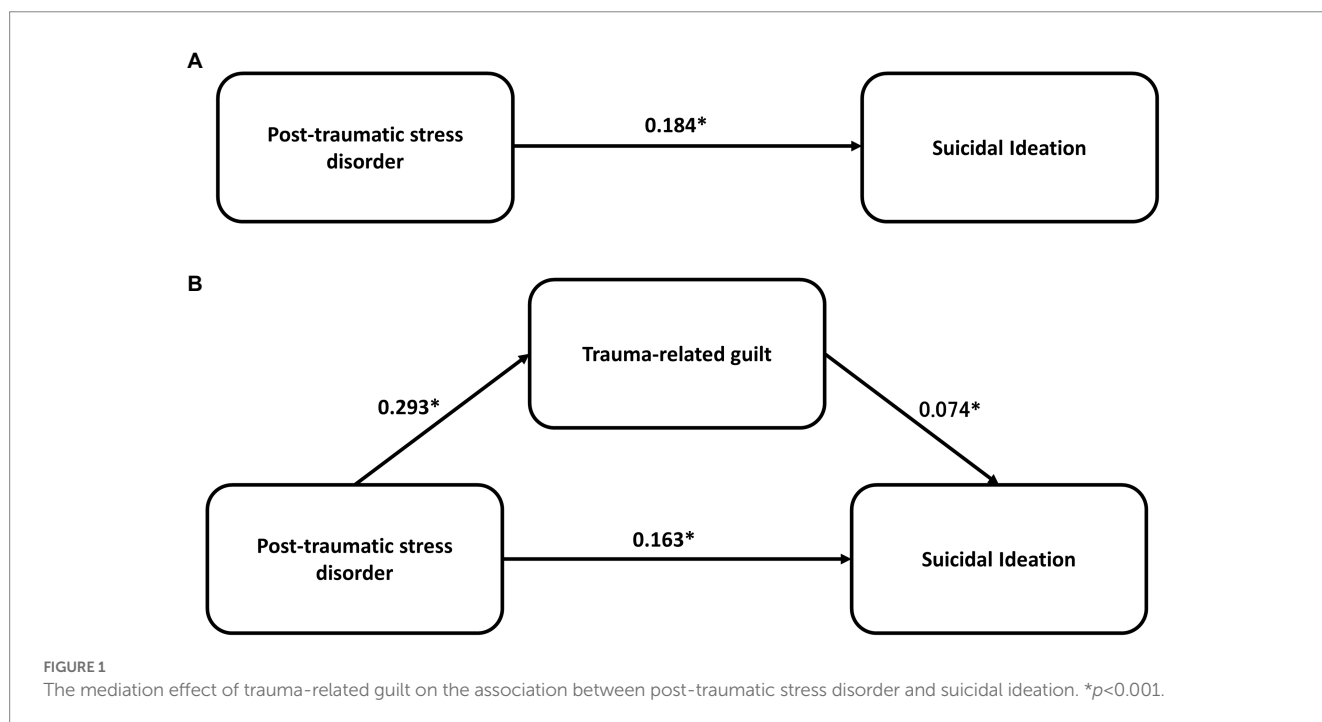 A
Post-traumatic stress
disorder
0.184*
Suicidal Ideation
B
Trauma-related guilt
0.293*
0.074*
Post-traumatic stress
disorder
0.163*
Suicidal Ideation
FIGURE 1
The mediation effect of trauma-related guilt on the association between post-traumatic stress disorder and suicidal ideation. *p<0.001.